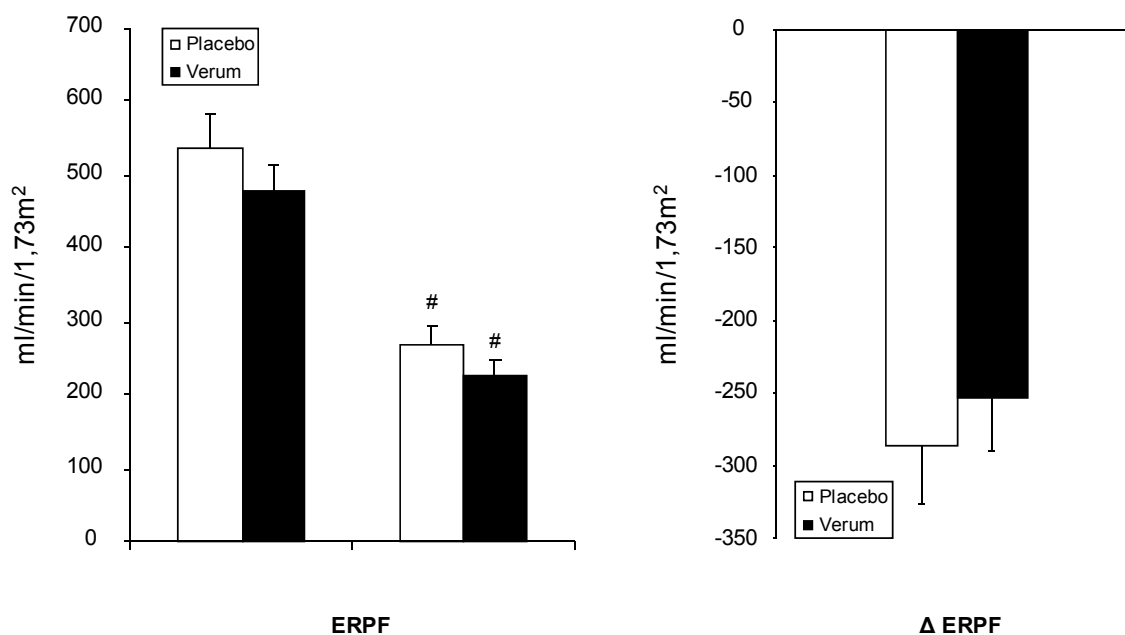 700
600
500
400
300
200
100
0
ml/min/1,73m²
Placebo
Verum
#
#
ERPF
0
-50
-100
-150
-200
-250
-300
-350
ml/min/1,73m²
Placebo
Verum
Δ ERPF